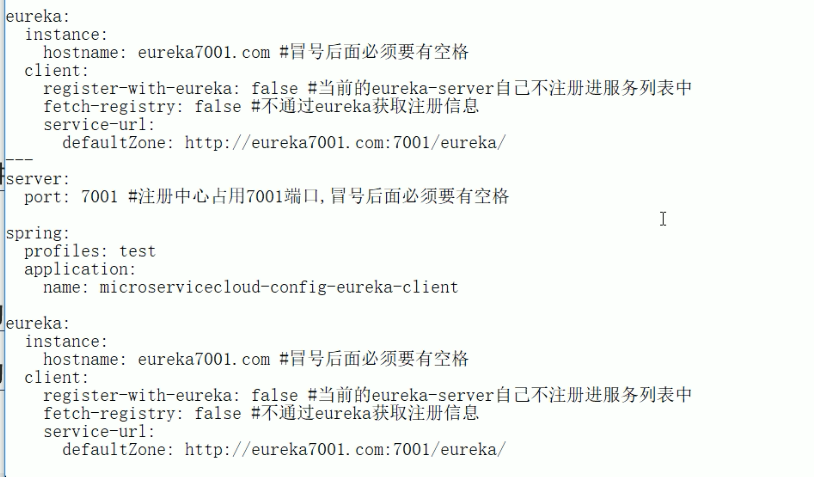 eureka:
  instance:
    hostname: eureka7001.com #冒号后面必须要有空格
  client:
    register-with-eureka: false #当前的eureka-server自己不注册进服务列表中
    fetch-registry: false #不通过eureka获取注册信息
    service-url:
      defaultZone: http://eureka7001.com:7001/eureka/
---
server:
  port: 7001 #注册中心占用7001端口,冒号后面必须要有空格
spring:
  profiles: test
  application:
    name: microservicecloud-config-eureka-client
eureka:
  instance:
    hostname: eureka7001.com #冒号后面必须要有空格
  client:
    register-with-eureka: false #当前的eureka-server自己不注册进服务列表中
    fetch-registry: false #不通过eureka获取注册信息
    service-url:
      defaultZone: http://eureka7001.com:7001/eureka/